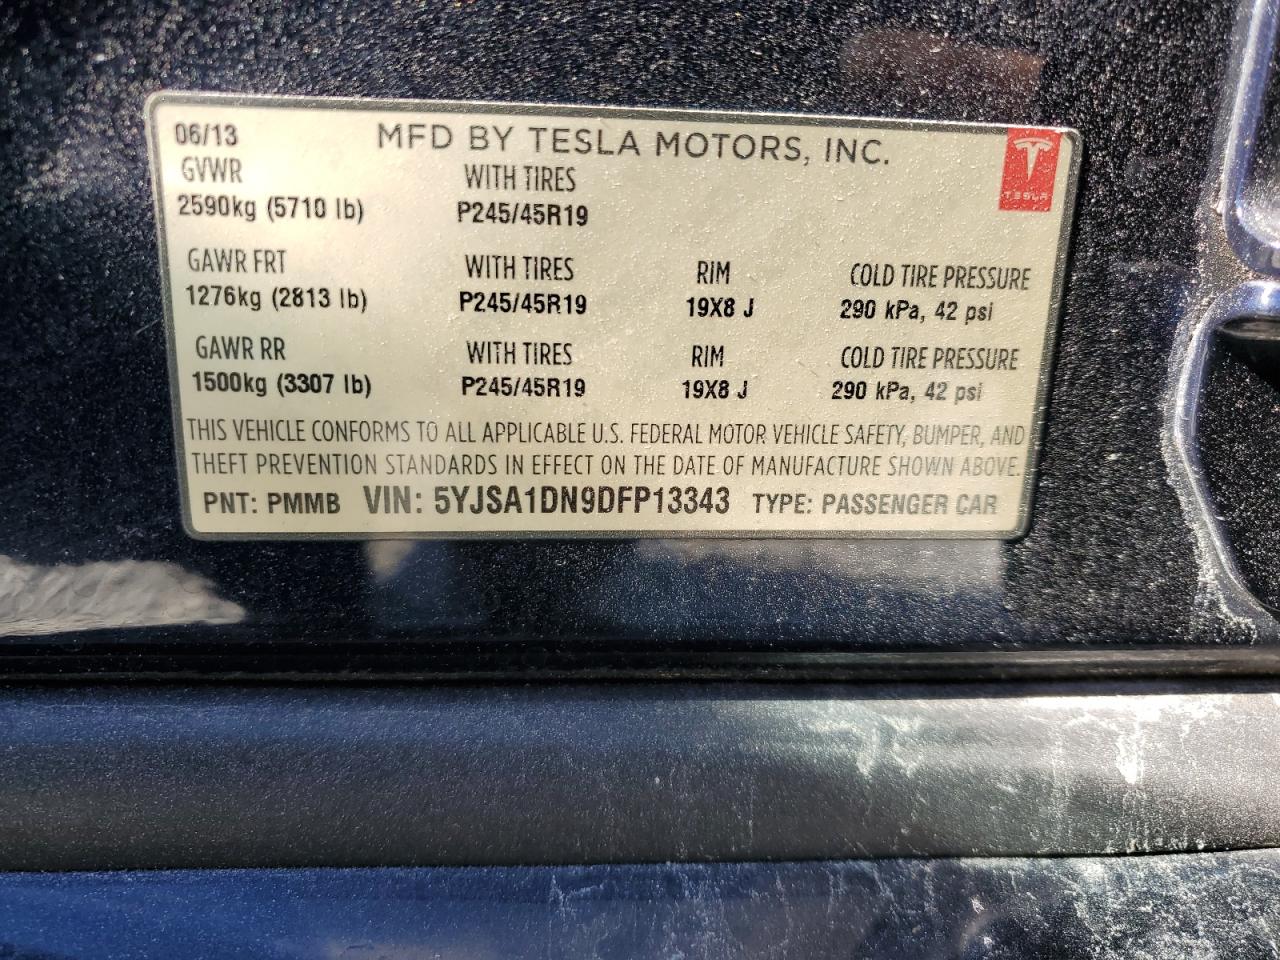 06/13 MFD BY TESLA MOTORS, INC.
TESLA
GVWR WITH TIRES
2590kg (5710 lb) P245/45R19
GAWR FRT WITH TIRES RIM COLD TIRE PRESSURE
1276kg (2813 lb) P245/45R19 19X8 J 290 kPa, 42 psi
GAWR RR WITH TIRES RIM COLD TIRE PRESSURE
1500kg (3307 lb) P245/45R19 19X8 J 290 kPa, 42 psi
THIS VEHICLE CONFORMS TO ALL APPLICABLE U.S. FEDERAL MOTOR VEHICLE SAFETY, BUMPER, AND
THEFT PREVENTION STANDARDS IN EFFECT ON THE DATE OF MANUFACTURE SHOWN ABOVE.
PNT: PMMB VIN: 5YJSA1DN9DFP13343 TYPE: PASSENGER CAR